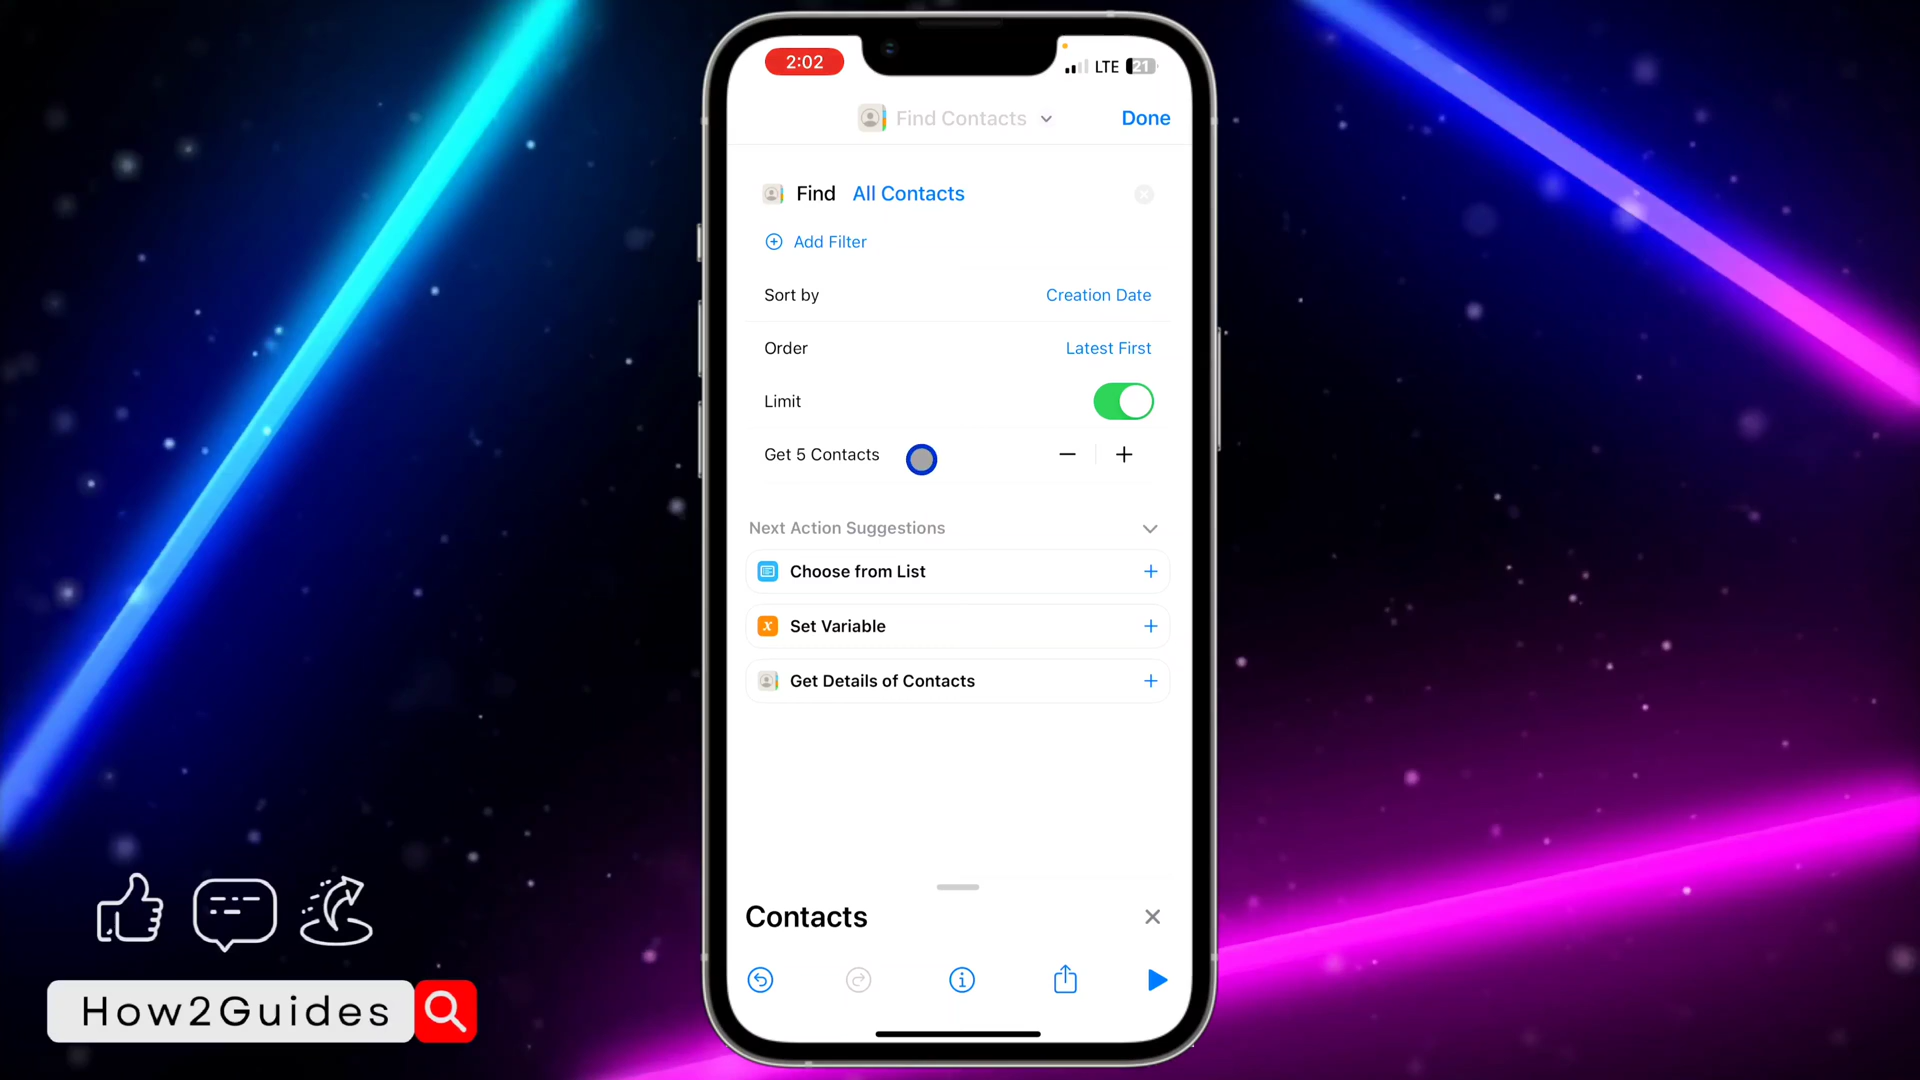 2:02
LTE 21
Find Contacts
Done
Find All Contacts
Add Filter
Sort by Creation Date
Order Latest First
Limit
Get 5 Contacts
Next Action Suggestions
Choose from List
x Set Variable
Get Details of Contacts
Contacts
How2Guides